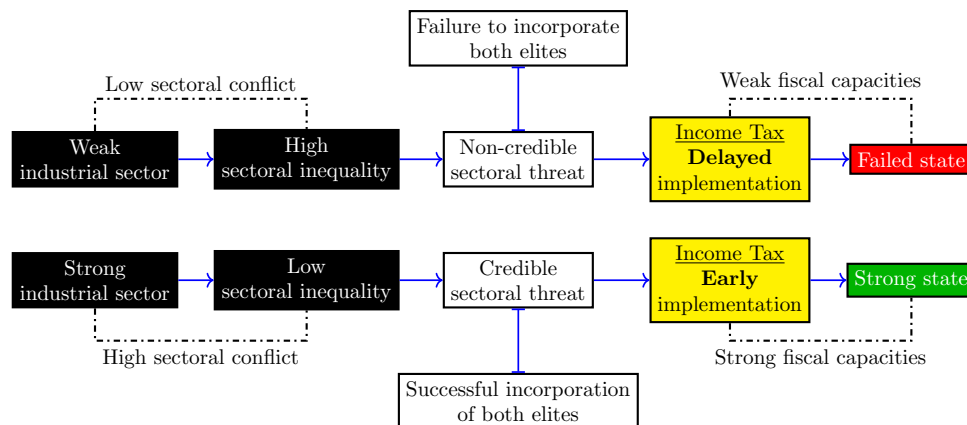 Failure to incorporate
both elites
Low sectoral conflict
Weak fiscal capacities
Weak
industrial sector
High
sectoral inequality
Non-credible
sectoral threat
Income Tax
Delayed
implementation
Failed state
Strong
industrial sector
Low
sectoral inequality
Credible
sectoral threat
Income Tax
Early
implementation
Strong state
High sectoral conflict
Strong fiscal capacities
Successful incorporation
of both elites